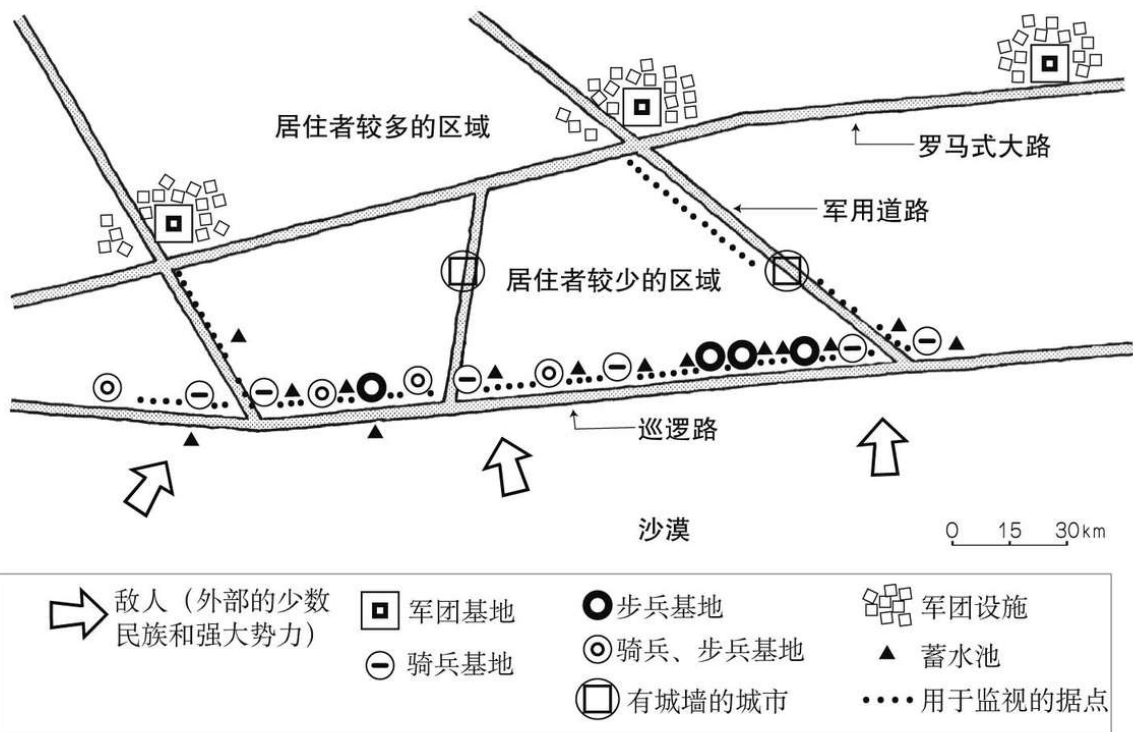 居住者较多的区域
罗马式大路
军用道路
居住者较少的区域
巡逻路
沙漠
0 15 30km
敌人（外部的少数
民族和强大势力）
军团基地
骑兵基地
步兵基地
骑兵、步兵基地
有城墙的城市
军团设施
蓄水池
用于监视的据点